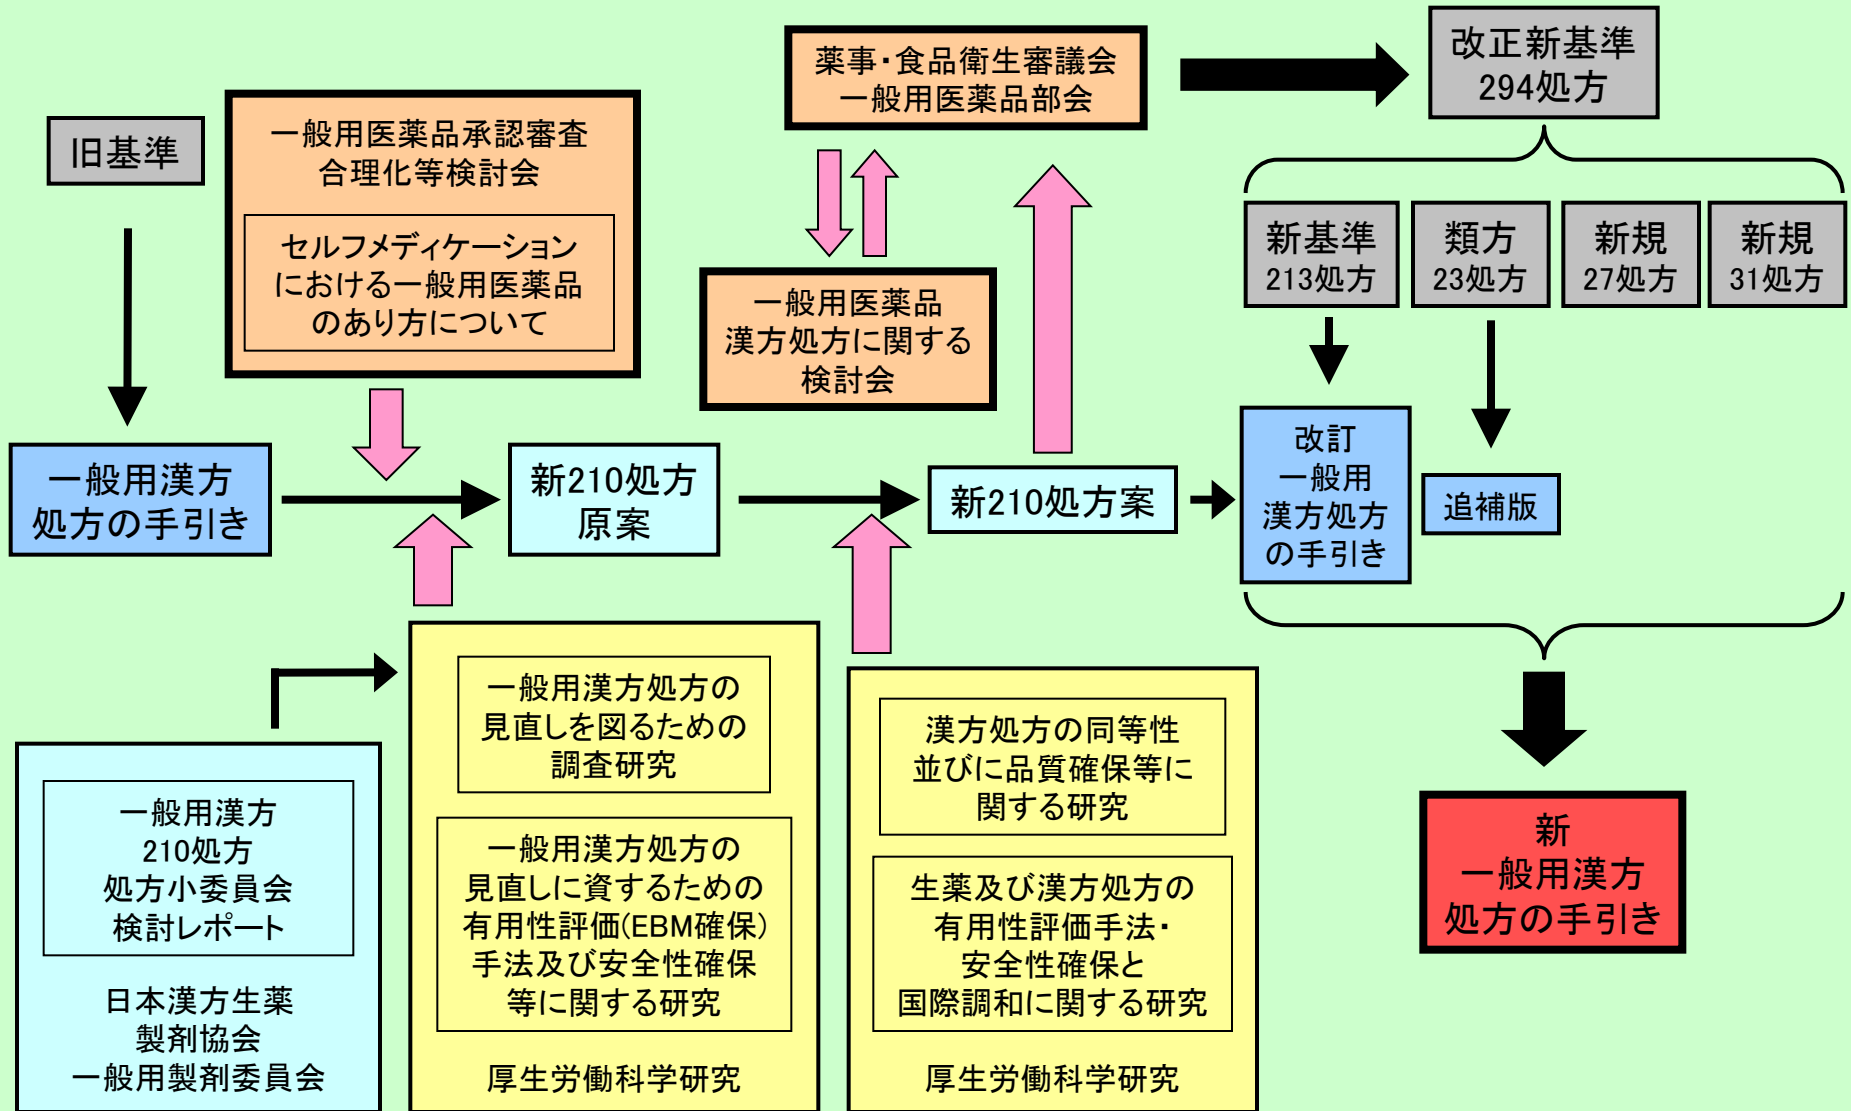 旧基準
一般用医薬品承認審査
合理化等検討会
セルフメディケーション
における一般用医薬品
のあり方について
薬事・食品衛生審議会
一般用医薬品部会
改正新基準
294処方
一般用医薬品
漢方処方に関する
検討会
新基準
213処方
類方
23処方
新規
27処方
新規
31処方
一般用漢方
処方の手引き
新210処方
原案
新210処方案
改訂
一般用
漢方処方
の手引き
追補版
一般用漢方
210処方
処方小委員会
検討レポート
日本漢方生薬
製剤協会
一般用製剤委員会
一般用漢方処方の
見直しを図るための
調査研究
一般用漢方処方の
見直しに資するための
有用性評価(EBM確保)
手法及び安全性確保
等に関する研究
厚生労働科学研究
漢方処方の同等性
並びに品質確保等に
関する研究
生薬及び漢方処方の
有用性評価手法・
安全性確保と
国際調和に関する研究
厚生労働科学研究
新
一般用漢方
処方の手引き